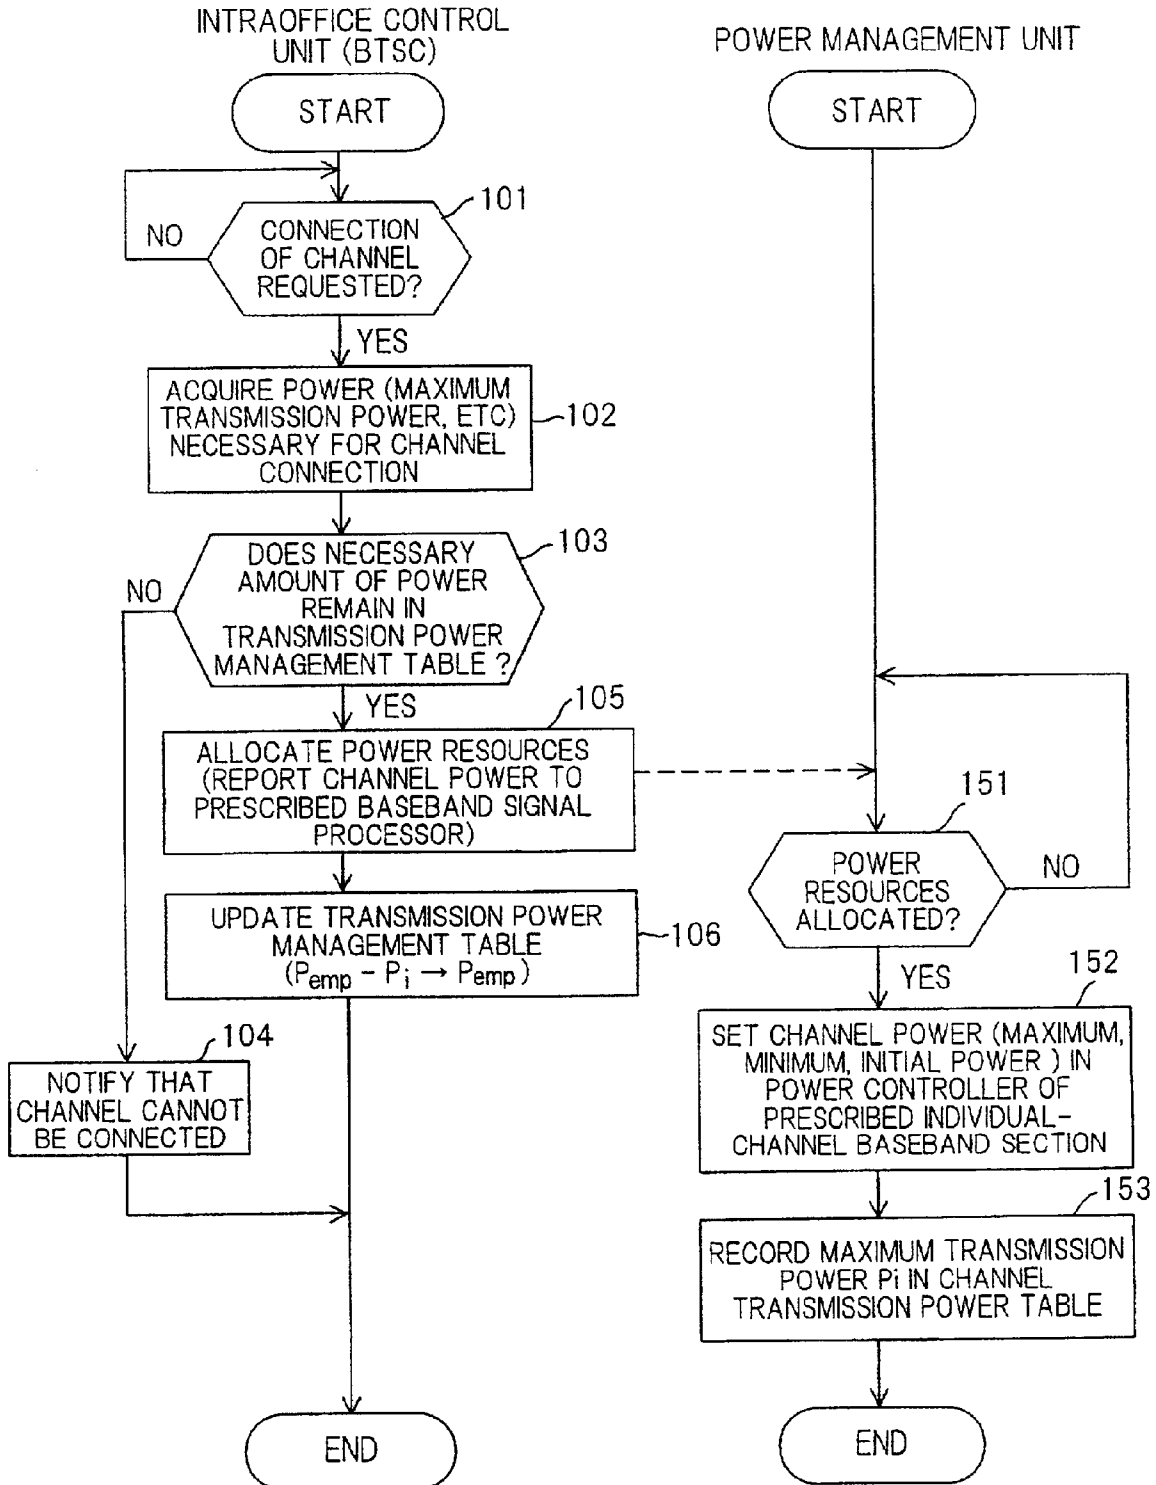 INTRAOFFICE CONTROL
UNIT (BTSC)
START
101
NO
CONNECTION
OF CHANNEL
REQUESTED?
YES
ACQUIRE POWER (MAXIMUM
TRANSMISSION POWER, ETC)
NECESSARY FOR CHANNEL
CONNECTION
102
103
NO
DOES NECESSARY
AMOUNT OF POWER
REMAIN IN
TRANSMISSION POWER
MANAGEMENT TABLE ?
YES
105
ALLOCATE POWER RESOURCES
(REPORT CHANNEL POWER TO
PRESCRIBED BASEBAND SIGNAL
PROCESSOR)
UPDATE TRANSMISSION POWER
MANAGEMENT TABLE
(Pemp – Pi → Pemp )
106
104
NOTIFY THAT
CHANNEL CANNOT
BE CONNECTED
END
POWER MANAGEMENT UNIT
START
151
POWER
RESOURCES
ALLOCATED?
NO
YES
152
SET CHANNEL POWER (MAXIMUM,
MINIMUM, INITIAL POWER ) IN
POWER CONTROLLER OF
PRESCRIBED INDIVIDUAL–
CHANNEL BASEBAND SECTION
153
RECORD MAXIMUM TRANSMISSION
POWER Pi IN CHANNEL
TRANSMISSION POWER TABLE
END